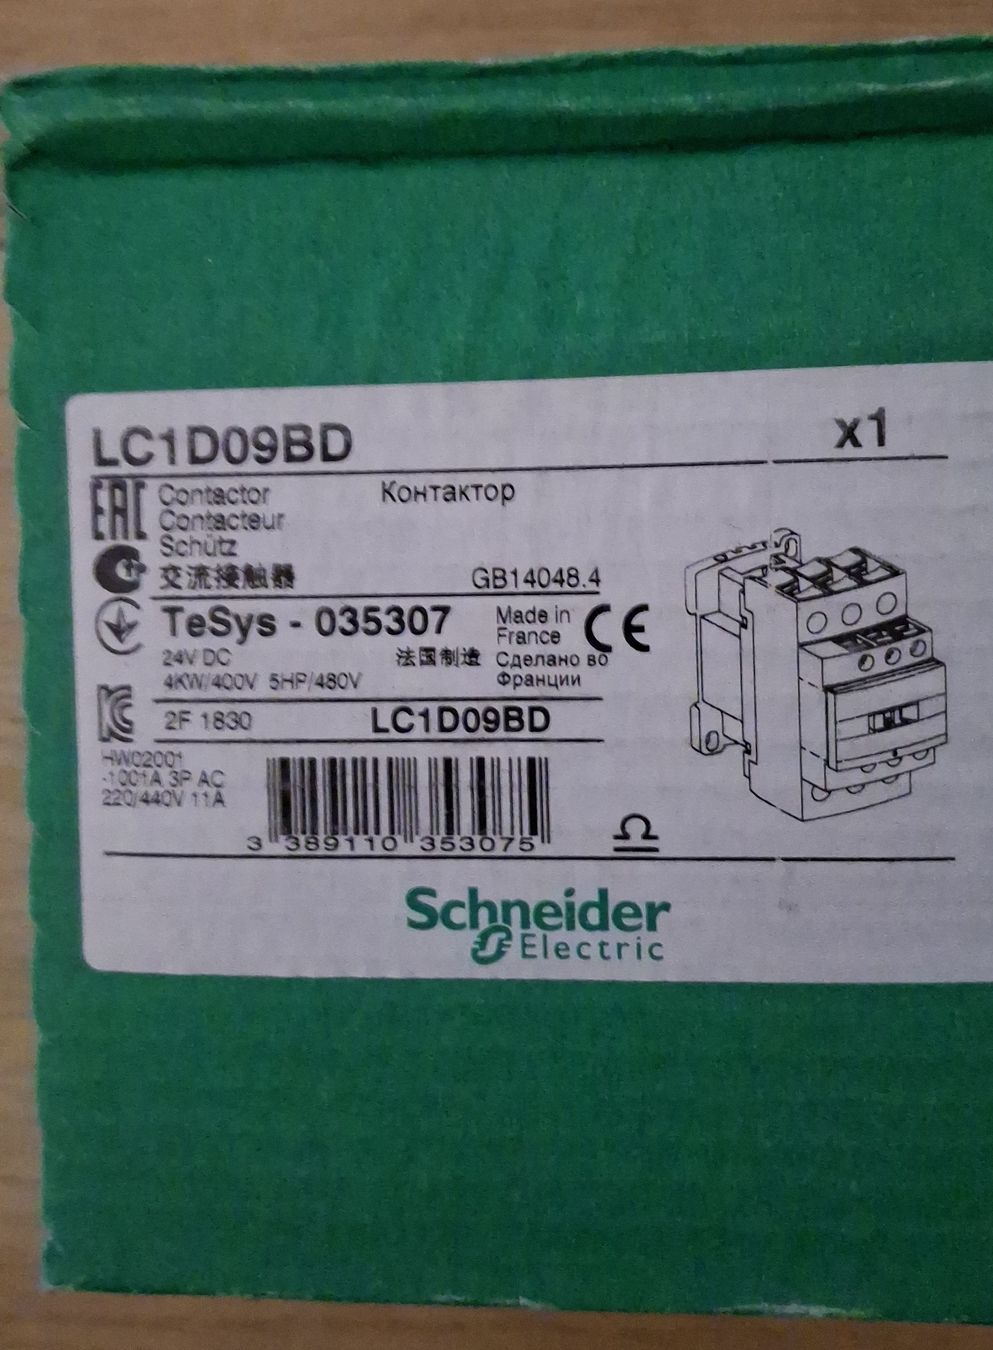 LC1D09BD x1
EAC Contactor Контактор
Contacteur
Schütz
交流接触器 GB14048.4
TeSys - 035307 Made in France CE
24V DC 法国制造 Сделано во Франции
4KW/400V 5HP/480V
2F 1830 LC1D09BD
HW02001
-1001A 3P AC
220/440V 11A
3 389110 353075
Schneider
Electric